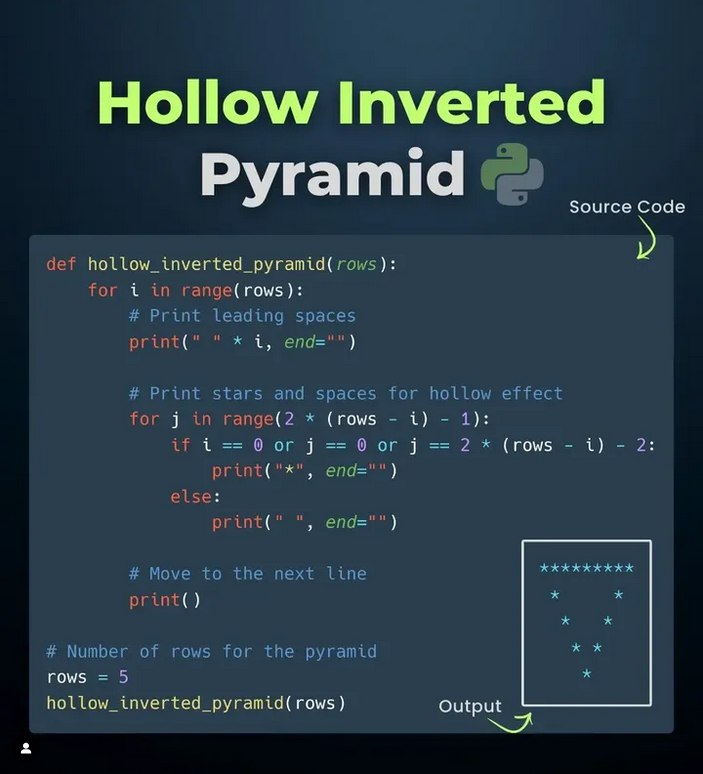 Hollow Inverted
Pyramid
Source Code
def hollow_inverted_pyramid(rows):
    for i in range(rows):
        # Print leading spaces
        print(" " * i, end="")

        # Print stars and spaces for hollow effect
        for j in range(2 * (rows - i) - 1):
            if i == 0 or j == 0 or j == 2 * (rows - i) - 2:
                print("*", end="")
            else:
                print(" ", end="")

        # Move to the next line
        print()

# Number of rows for the pyramid
rows = 5
hollow_inverted_pyramid(rows)
Output
*********
 *     *
  *   *
   * *
    *